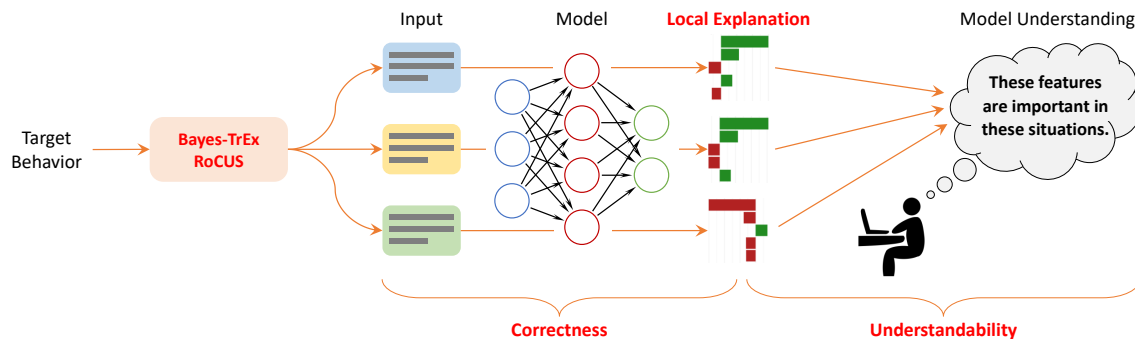 Input
Model
Local Explanation
Model Understanding
These features
are important in
these situations.
Target
Behavior
Bayes-TrEx
RoCUS
Correctness
Understandability